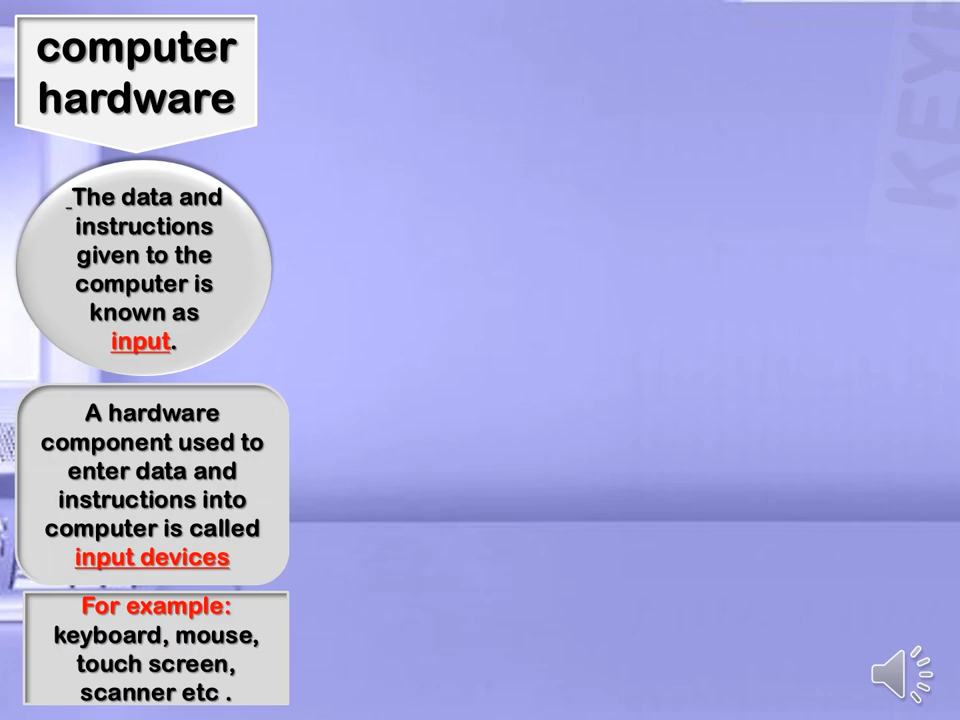 computer
hardware
The data and
instructions
given to the
computer is
known as
input.
A hardware
component used to
enter data and
instructions into
computer is called
input devices
For example:
keyboard, mouse,
touch screen,
scanner etc .
KEYB